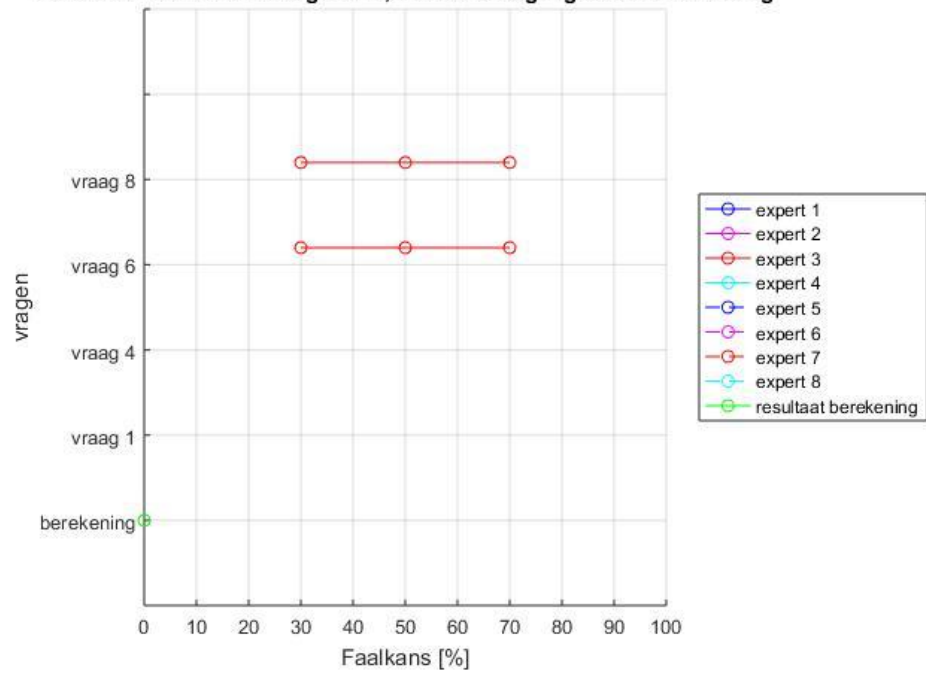 vraag 8
vraag 6
vraag 4
vraag 1
berekening
vragen
0 10 20 30 40 50 60 70 80 90 100
Faalkans [%]
expert 1
expert 2
expert 3
expert 4
expert 5
expert 6
expert 7
expert 8
resultaat berekening